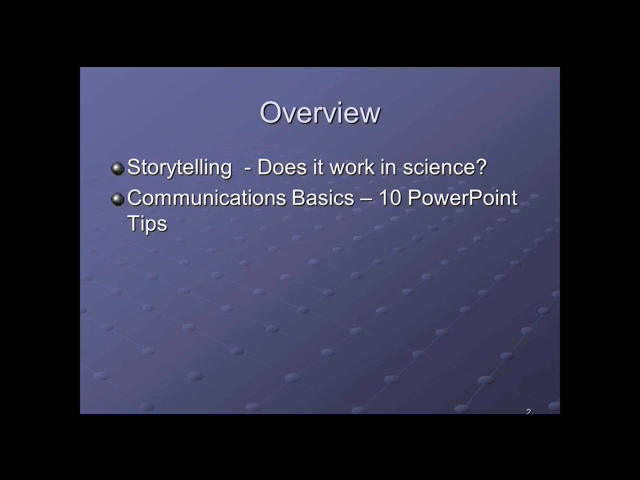 Overview
Storytelling  - Does it work in science?
Communications Basics – 10 PowerPoint
Tips
2